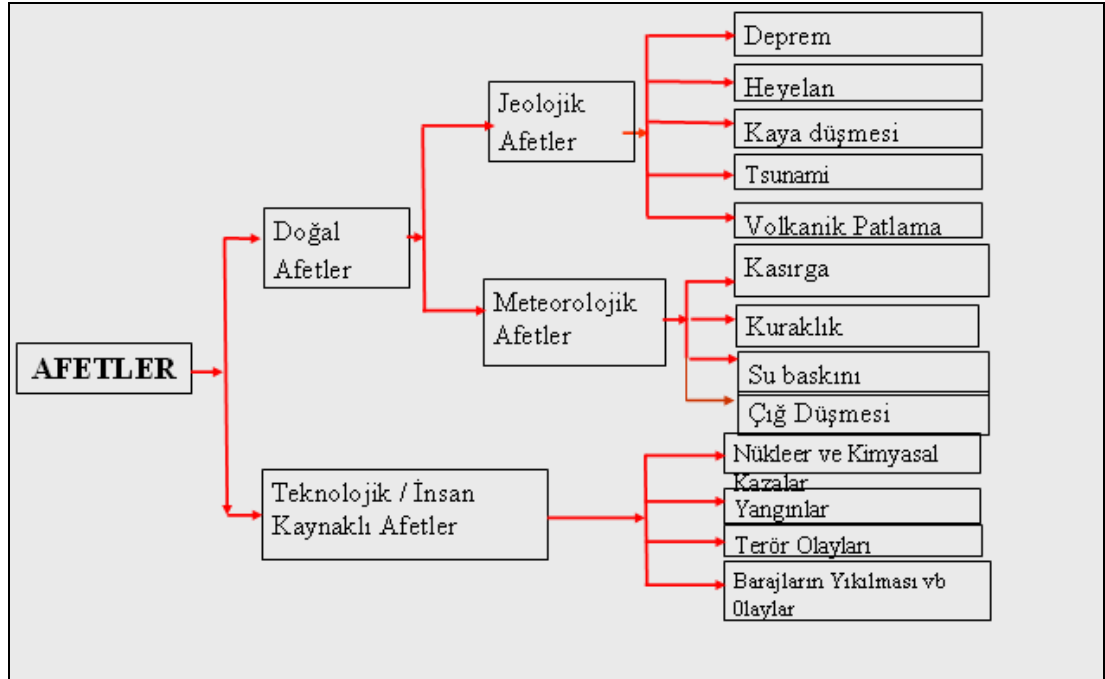 AFETLER
Doğal
Afetler
Jeolojik
Afetler
Deprem
Heyelan
Kaya düşmesi
Tsunami
Volkanik Patlama
Meteorolojik
Afetler
Kasırga
Kuraklık
Su baskını
Çığ Düşmesi
Teknolojik / İnsan
Kaynaklı Afetler
Nükleer ve Kimyasal
Kazalar
Yangınlar
Terör Olayları
Barajların Yıkılması vb
Olaylar